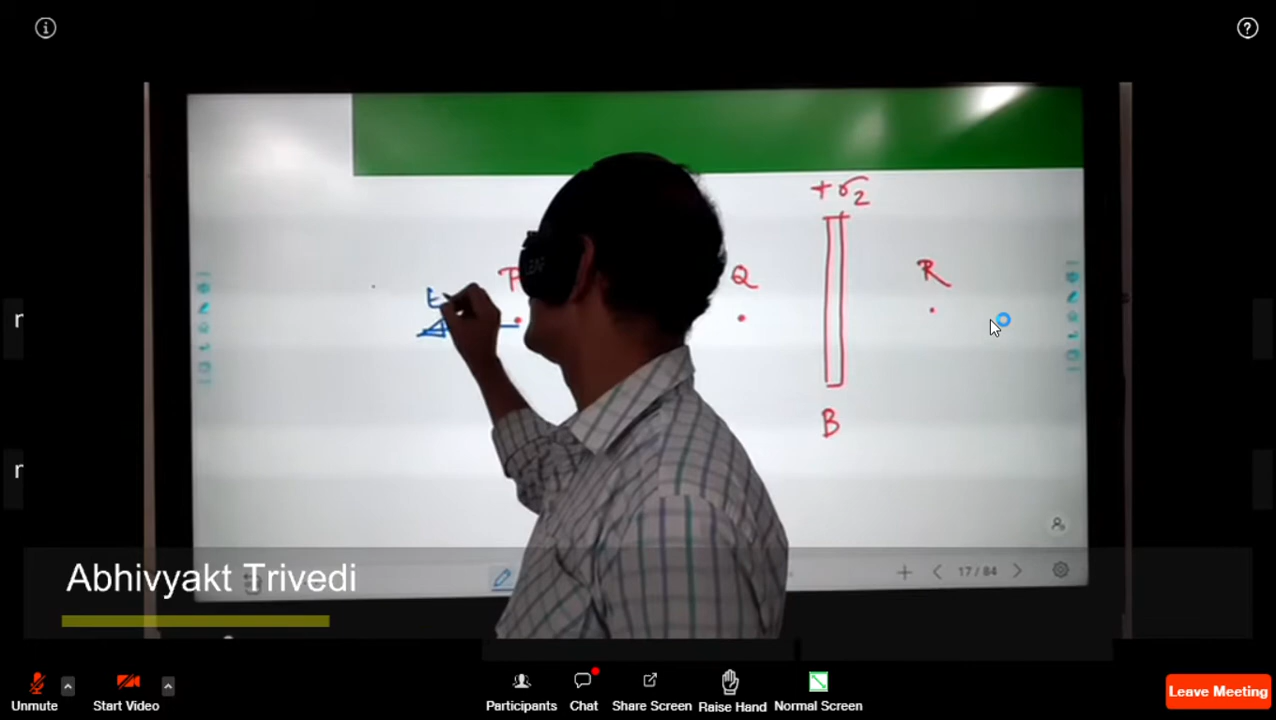 +σ₂
P
Q
R
E
B
17 / 84
Abhivyakt Trivedi
Unmute
Start Video
Participants
Chat
Share Screen
Raise Hand
Normal Screen
Leave Meeting